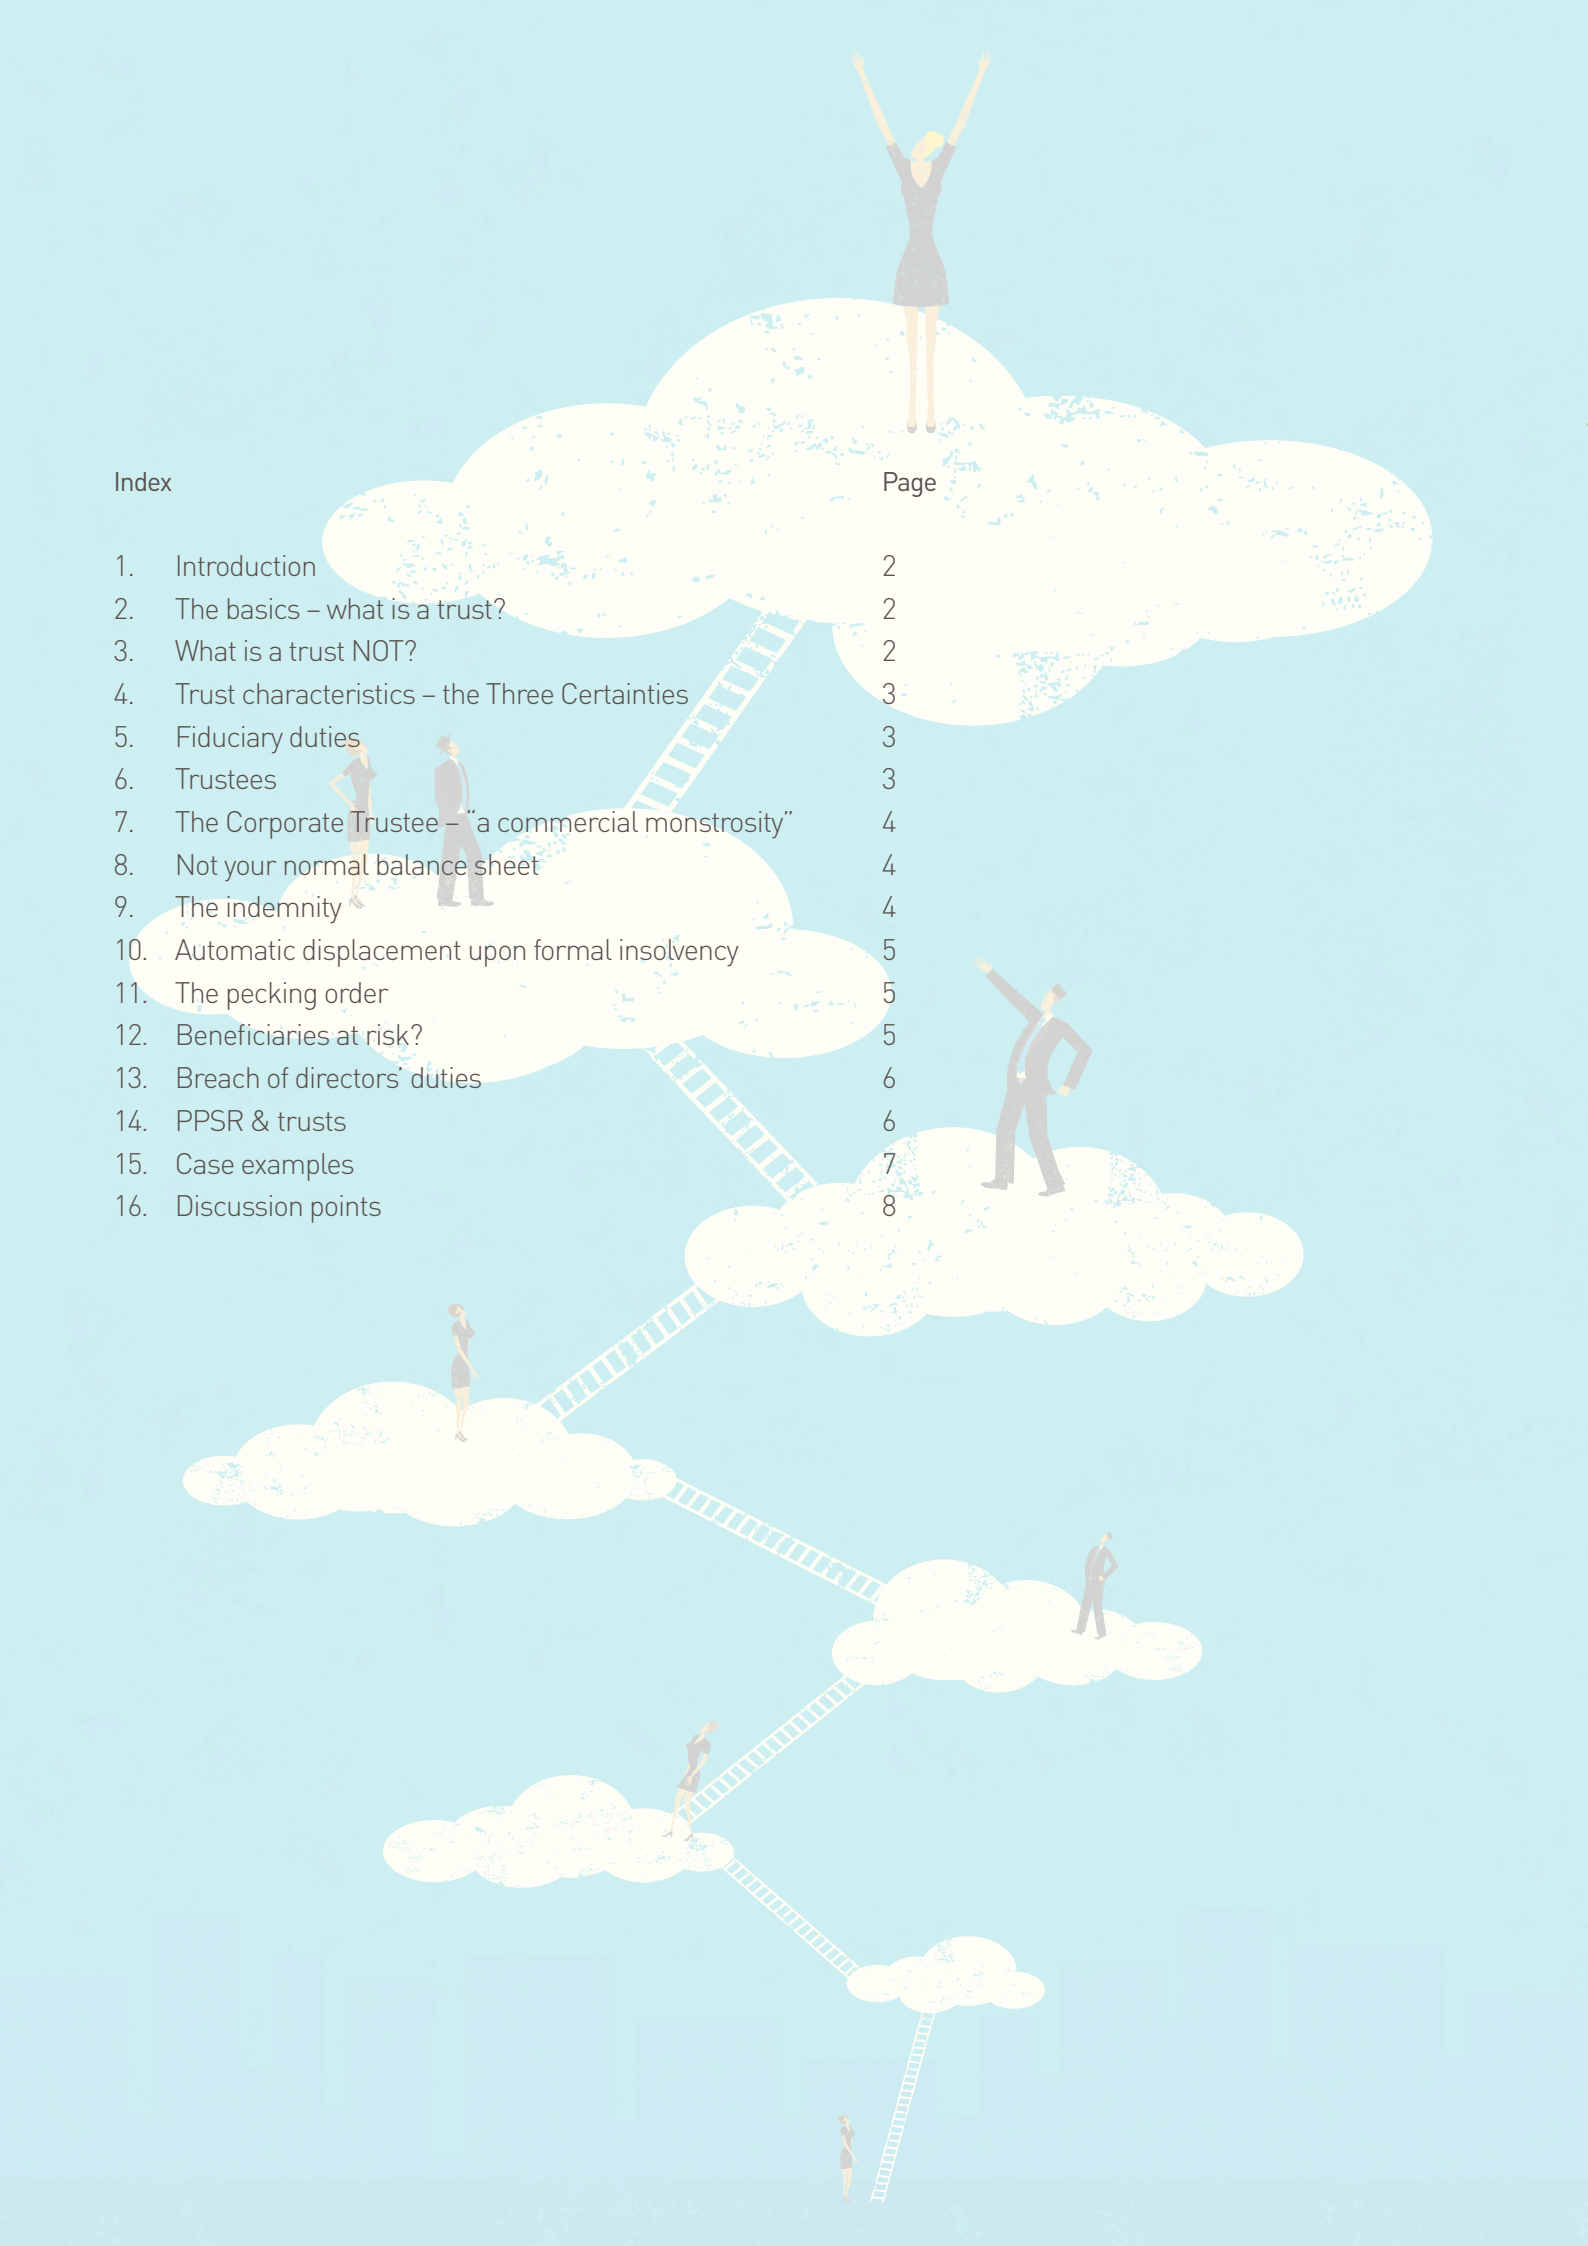 Index Page
1. Introduction 2
2. The basics – what is a trust? 2
3. What is a trust NOT? 2
4. Trust characteristics – the Three Certainties 3
5. Fiduciary duties 3
6. Trustees 3
7. The Corporate Trustee – “a commercial monstrosity” 4
8. Not your normal balance sheet 4
9. The indemnity 4
10. Automatic displacement upon formal insolvency 5
11. The pecking order 5
12. Beneficiaries at risk? 5
13. Breach of directors’ duties 6
14. PPSR & trusts 6
15. Case examples 7
16. Discussion points 8